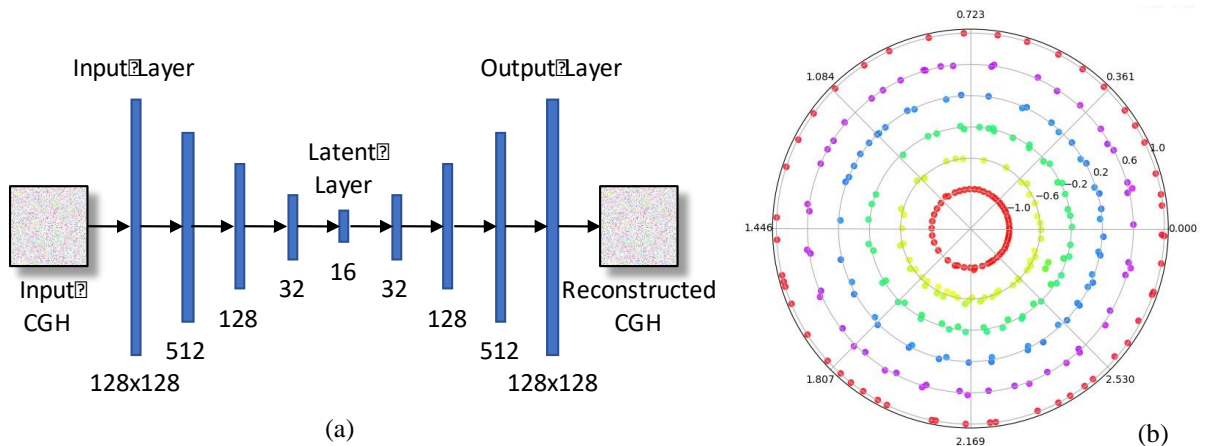 Input⍰Layer
Output⍰Layer
Latent⍰
Layer
Input⍰
CGH
128x128
512
128
32
16
32
128
512
128x128
Reconstructed
CGH
(a)
0.723
1.084
0.361
1.0
0.6
0.2
−0.2
−0.6
−1.0
1.446
0.000
1.807
2.530
2.169
(b)